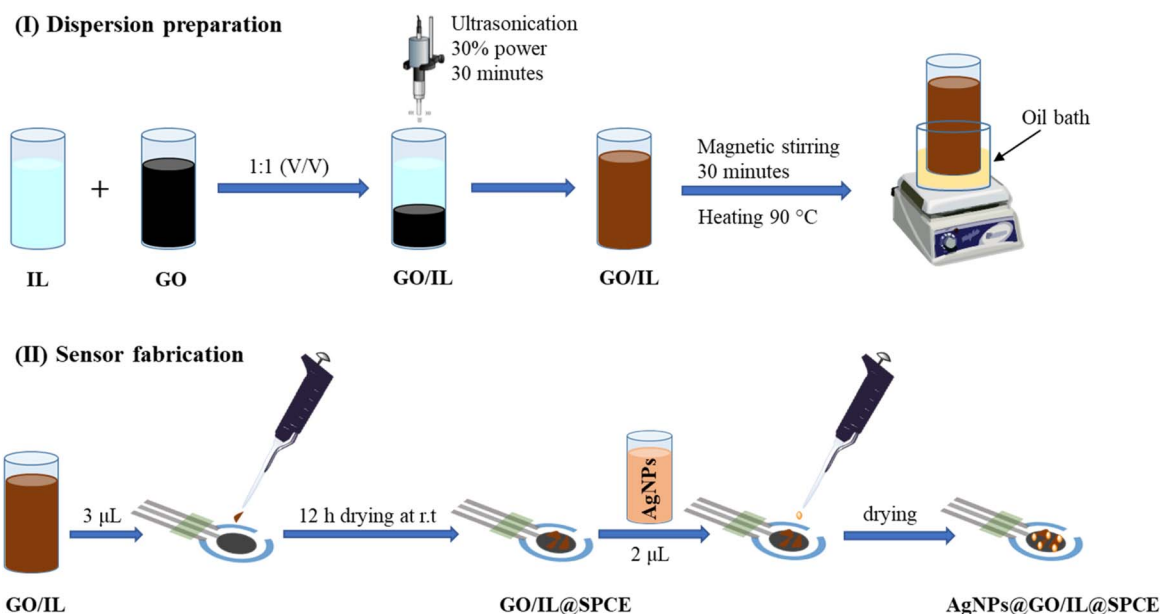 (I) Dispersion preparation
Ultrasonication
30% power
30 minutes
1:1 (V/V)
+
Magnetic stirring
30 minutes
Heating 90 °C
Oil bath
IL
GO
GO/IL
GO/IL
(II) Sensor fabrication
3 μL
12 h drying at r.t
AgNPs
2 μL
drying
GO/IL
GO/IL@SPCE
AgNPs@GO/IL@SPCE